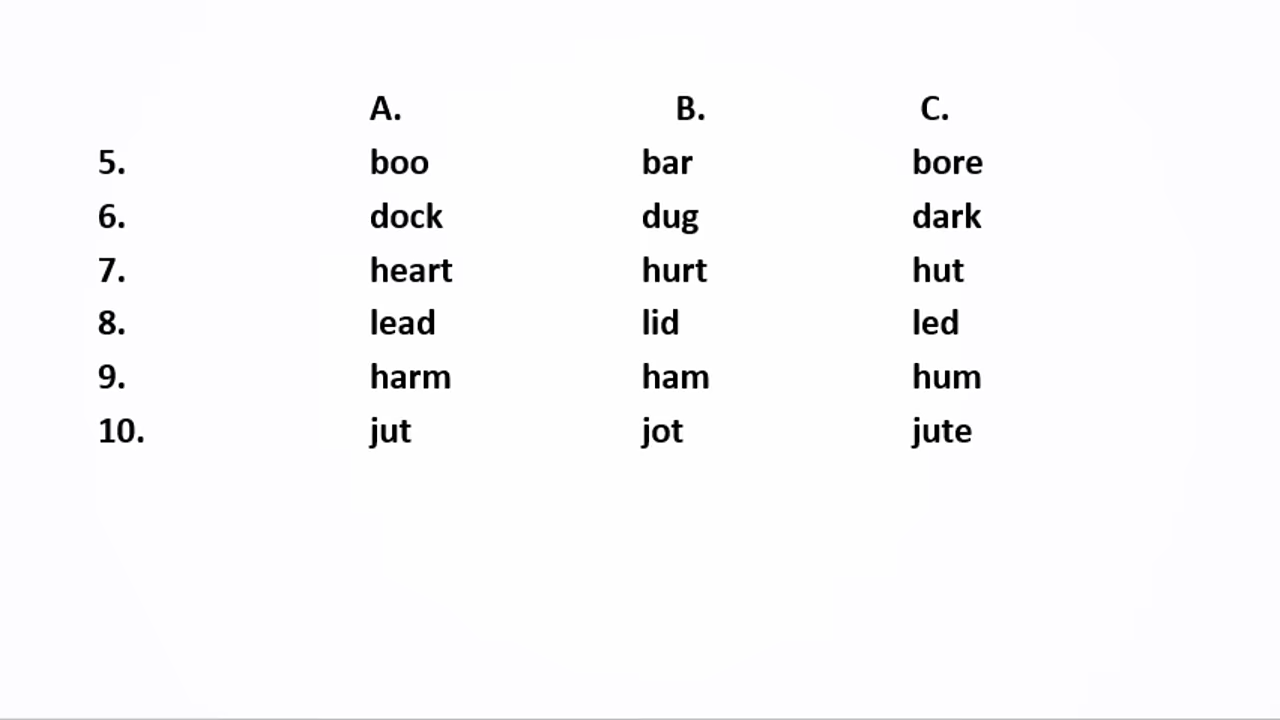 A. B. C.
5. boo bar bore
6. dock dug dark
7. heart hurt hut
8. lead lid led
9. harm ham hum
10. jut jot jute